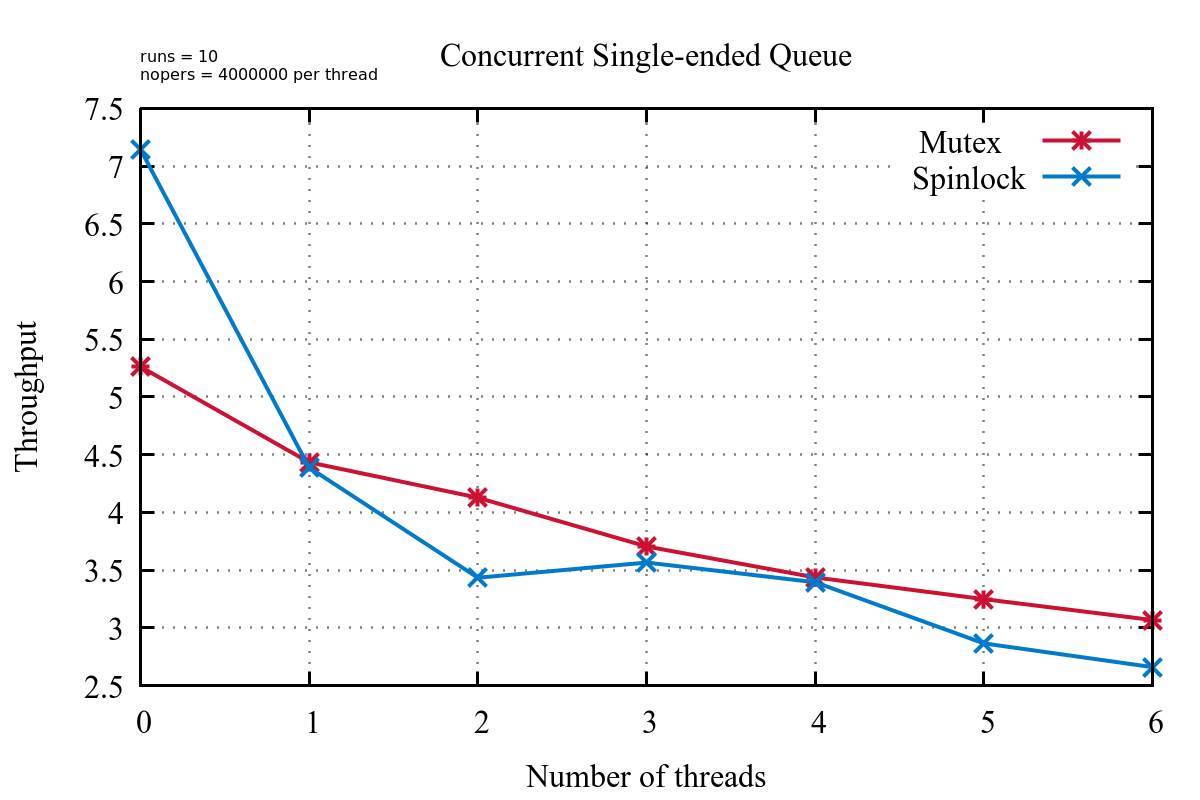 runs = 10
nopers = 4000000 per thread
Concurrent Single-ended Queue
7.5
7
6.5
6
5.5
5
4.5
4
3.5
3
2.5
Throughput
Mutex
Spinlock
0 1 2 3 4 5 6
Number of threads